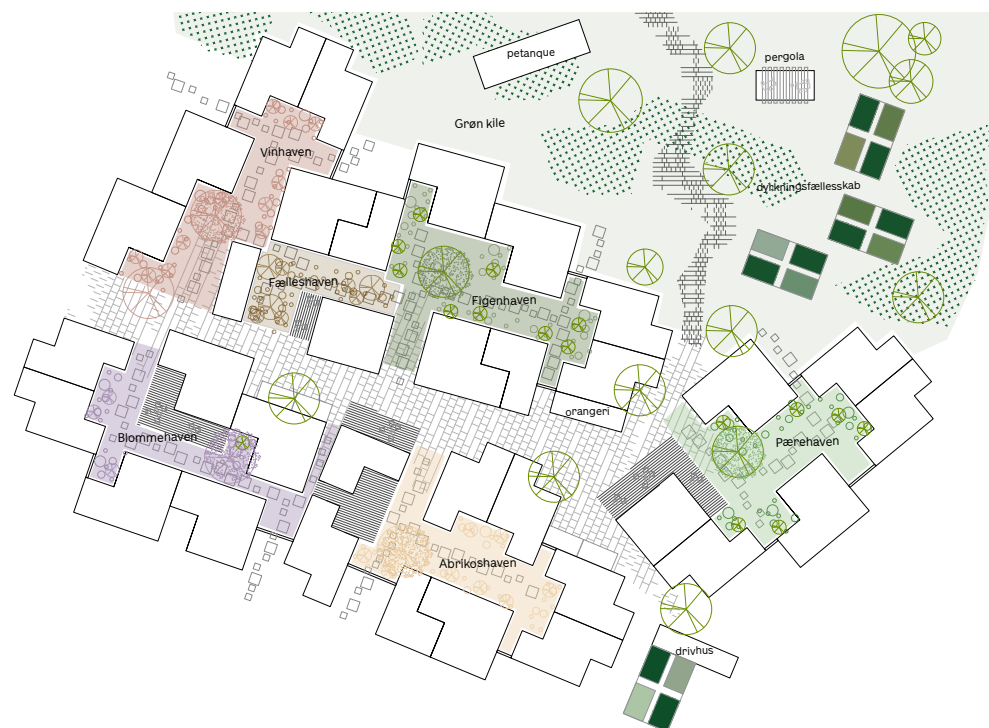 petanque
pergola
Grøn kile
Vinhaven
dyrkningsfællesskab
Fælleshaven
Figenhaven
orangeri
Blommehaven
Pærehaven
Abrikoshaven
drivhus